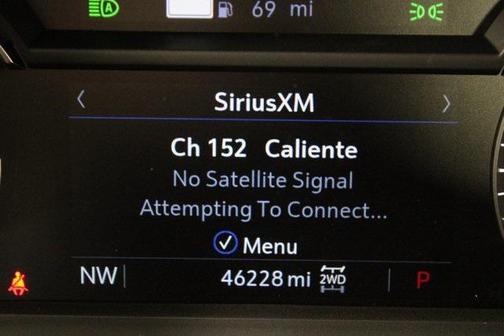 69 mi
SiriusXM
Ch 152 Caliente
No Satellite Signal
Attempting To Connect...
Menu
NW 46228 mi 2WD P